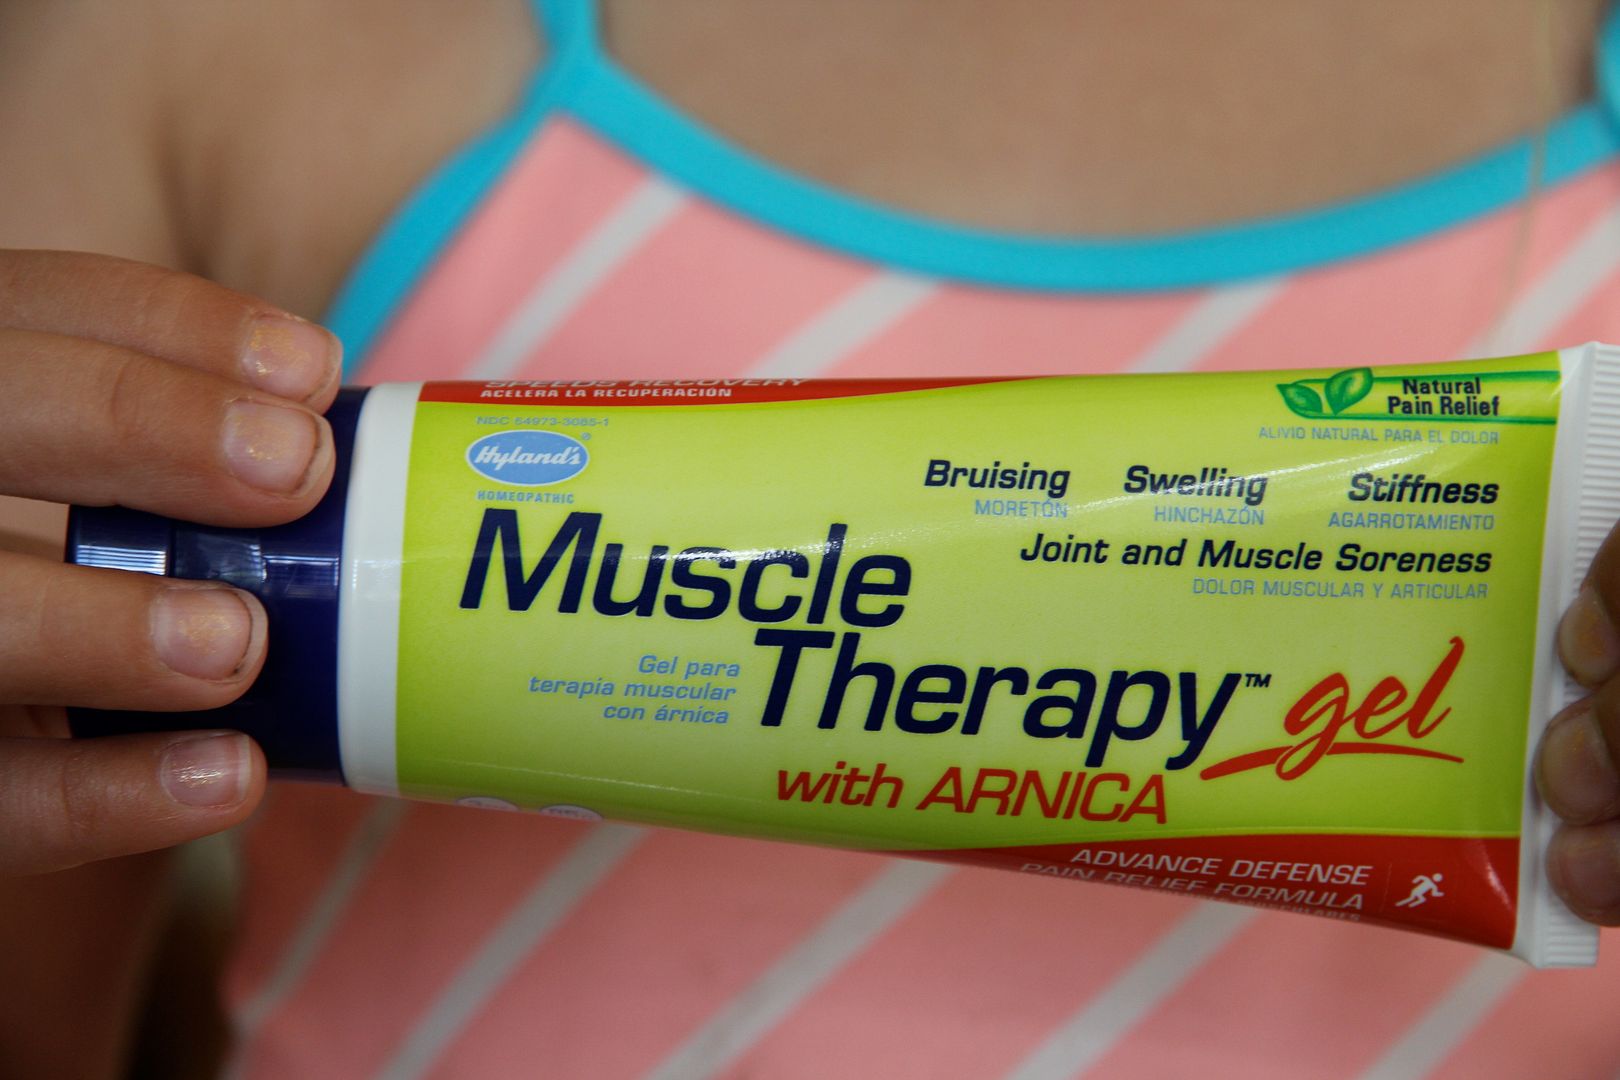 SPEEDS RECOVERY
ACELERA LA RECUPERACIÓN
NDC 54973-3085-1
Hyland's®
HOMEOPATHIC
Natural
Pain Relief
ALIVIO NATURAL PARA EL DOLOR
Bruising Swelling Stiffness
MORETÓN HINCHAZÓN AGARROTAMIENTO
Joint and Muscle Soreness
DOLOR MUSCULAR Y ARTICULAR
Muscle
Therapy™ gel
with ARNICA
Gel para
terapia muscular
con árnica
ADVANCE DEFENSE
PAIN RELIEF FORMULA